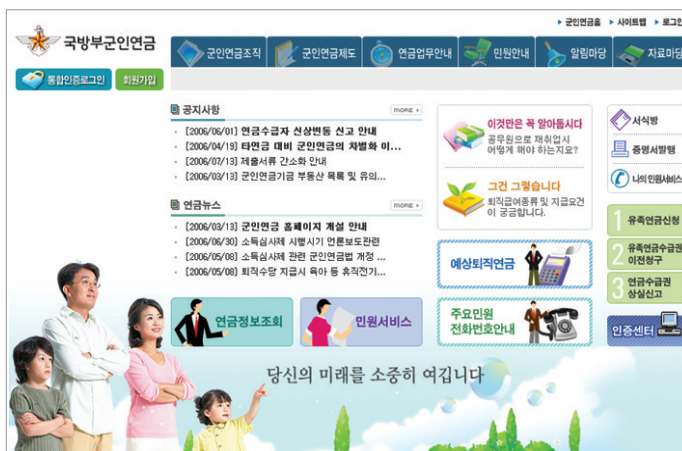 군인연금홈 사이트맵 로그인
국방부군인연금
군인연금조직 군인연금제도 연금업무안내 민원안내 알림마당 자료마당
통합인증로그인 회원가입
공지사항 more
[2006/06/01] 연금수급자 신상변동 신고 안내
[2006/04/19] 타연금 대비 군인연금의 차별화 이...
[2006/07/13] 제출서류 간소화 안내
[2006/03/13] 군인연금기금 부동산 목록 및 유의...
연금뉴스 more
[2006/03/13] 군인연금 홈페이지 개설 안내
[2006/06/30] 소득심사제 시행시기 언론보도관련
[2006/05/08] 소득심사제 관련 군인연금법 개정 ...
[2006/05/08] 퇴직수당 지급시 육아 등 휴직전기...
연금정보조회
민원서비스
이것만은 꼭 알아둡시다
공무원으로 재취업시
어떻게 해야 하는지요?
그건 그렇습니다
퇴직급여종류 및 지급요건
이 궁금합니다.
예상퇴직연금
주요민원
전화번호안내
서식방
증명서발행
나의민원서비스
1 유족연금신청
2 유족연금수급권
이전청구
3 연금수급권
상실신고
인증센터
당신의 미래를 소중히 여깁니다